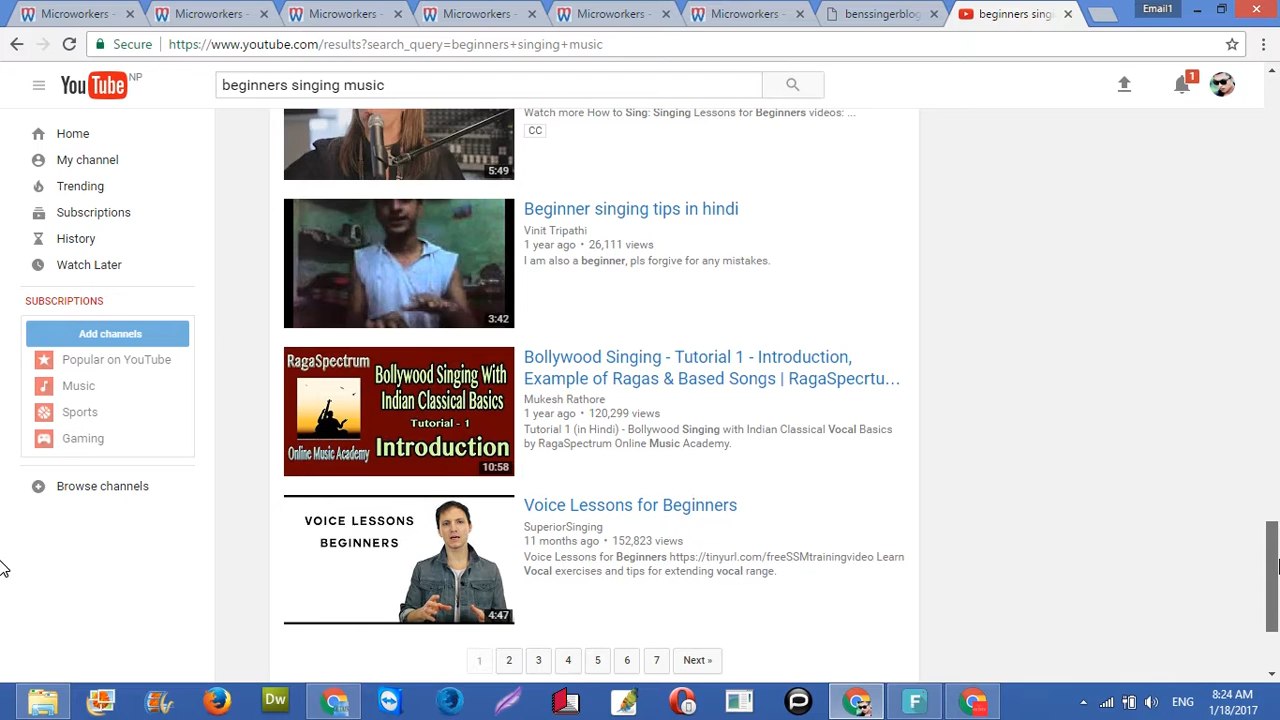 Microworkers -
Microworkers -
Microworkers -
Microworkers -
Microworkers -
Microworkers -
benssingerblog
beginners sing
Email1
Secure
https://www.youtube.com/results?search_query=beginners+singing+music
YouTube NP
beginners singing music
1
Home
My channel
Trending
Subscriptions
History
Watch Later
SUBSCRIPTIONS
Add channels
Popular on YouTube
Music
Sports
Gaming
Browse channels
Watch more How to Sing: Singing Lessons for Beginners videos: ...
CC
5:49
Beginner singing tips in hindi
Vinit Tripathi
1 year ago • 26,111 views
I am also a beginner, pls forgive for any mistakes.
3:42
RagaSpectrum
Bollywood Singing With
Indian Classical Basics
Tutorial - 1
Introduction
Online Music Academy
10:58
Bollywood Singing - Tutorial 1 - Introduction,
Example of Ragas & Based Songs | RagaSpecrtu…
Mukesh Rathore
1 year ago • 120,299 views
Tutorial 1 (in Hindi) - Bollywood Singing with Indian Classical Vocal Basics
by RagaSpectrum Online Music Academy.
VOICE LESSONS
BEGINNERS
4:47
Voice Lessons for Beginners
SuperiorSinging
11 months ago • 152,823 views
Voice Lessons for Beginners https://tinyurl.com/freeSSMtrainingvideo Learn
Vocal exercises and tips for extending vocal range.
1 2 3 4 5 6 7 Next »
Dw
F
ENG
8:24 AM
1/18/2017